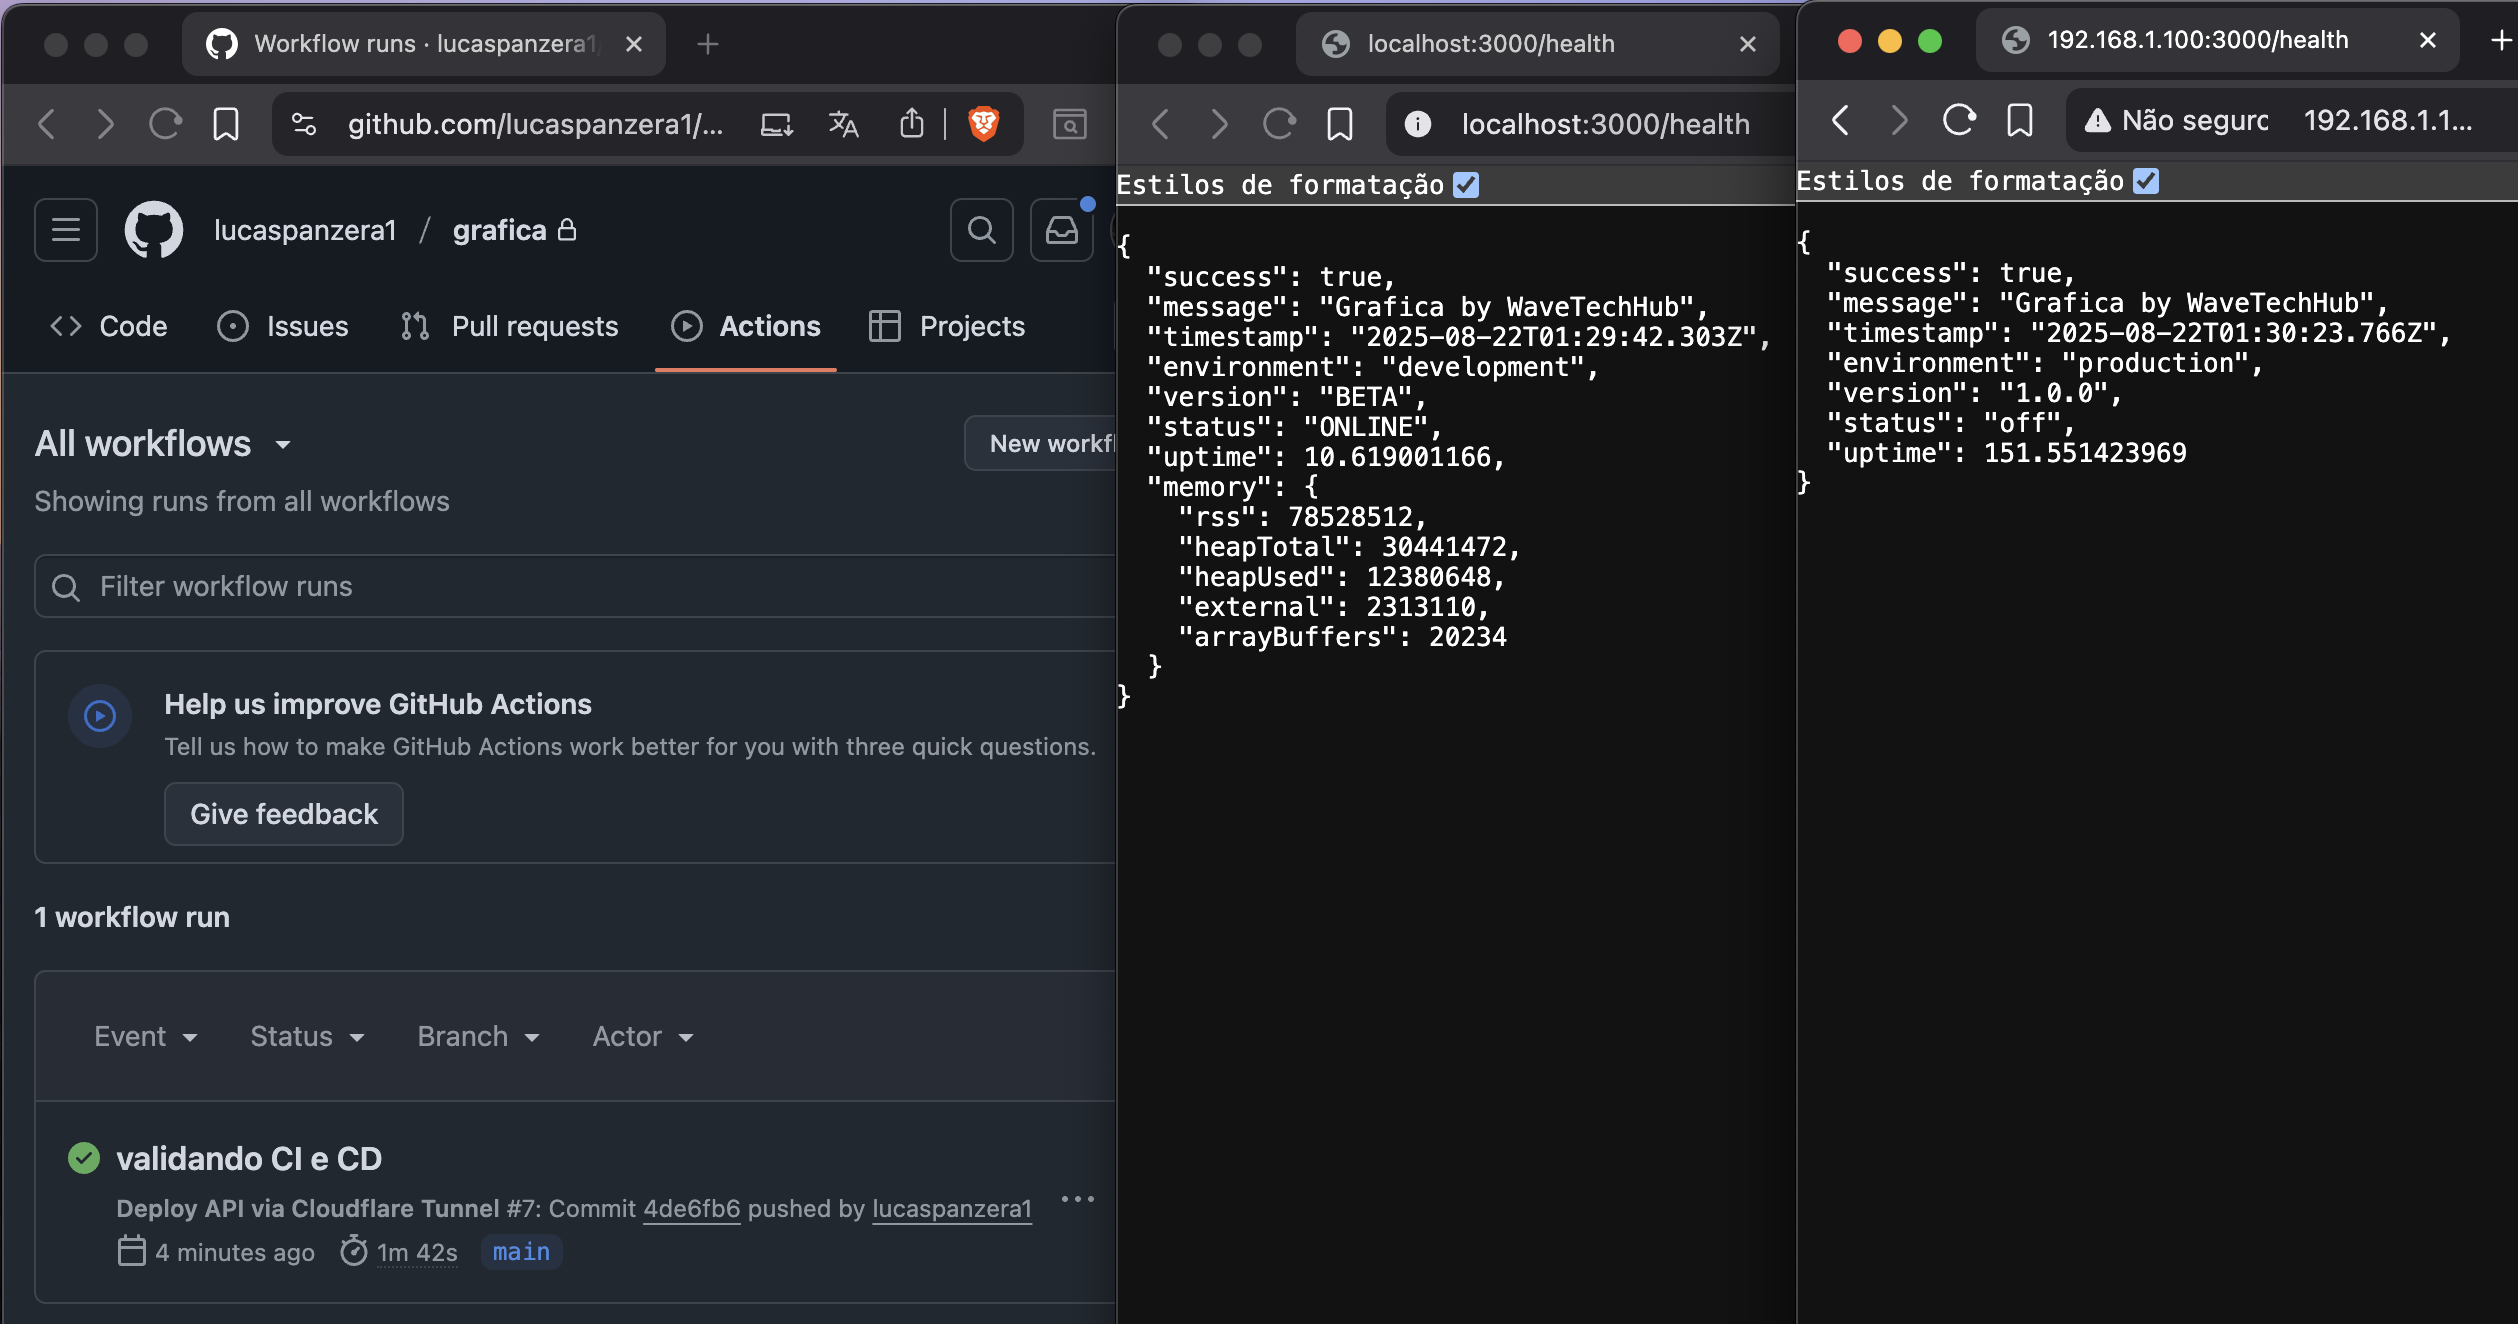 Workflow runs · lucaspanzera1
github.com/lucaspanzera1/...
lucaspanzera1 / grafica
Code
Issues
Pull requests
Actions
Projects
All workflows
New workfl
Showing runs from all workflows
Filter workflow runs
Help us improve GitHub Actions
Tell us how to make GitHub Actions work better for you with three quick questions.
Give feedback
1 workflow run
Event
Status
Branch
Actor
validando CI e CD
Deploy API via Cloudflare Tunnel #7: Commit 4de6fb6 pushed by lucaspanzera1
4 minutes ago
1m 42s
main
localhost:3000/health
localhost:3000/health
Estilos de formatação
{
"success": true,
"message": "Grafica by WaveTechHub",
"timestamp": "2025-08-22T01:29:42.303Z",
"environment": "development",
"version": "BETA",
"status": "ONLINE",
"uptime": 10.619001166,
"memory": {
"rss": 78528512,
"heapTotal": 30441472,
"heapUsed": 12380648,
"external": 2313110,
"arrayBuffers": 20234
}
}
192.168.1.100:3000/health
Não seguro 192.168.1.1...
Estilos de formatação
{
"success": true,
"message": "Grafica by WaveTechHub",
"timestamp": "2025-08-22T01:30:23.766Z",
"environment": "production",
"version": "1.0.0",
"status": "off",
"uptime": 151.551423969
}